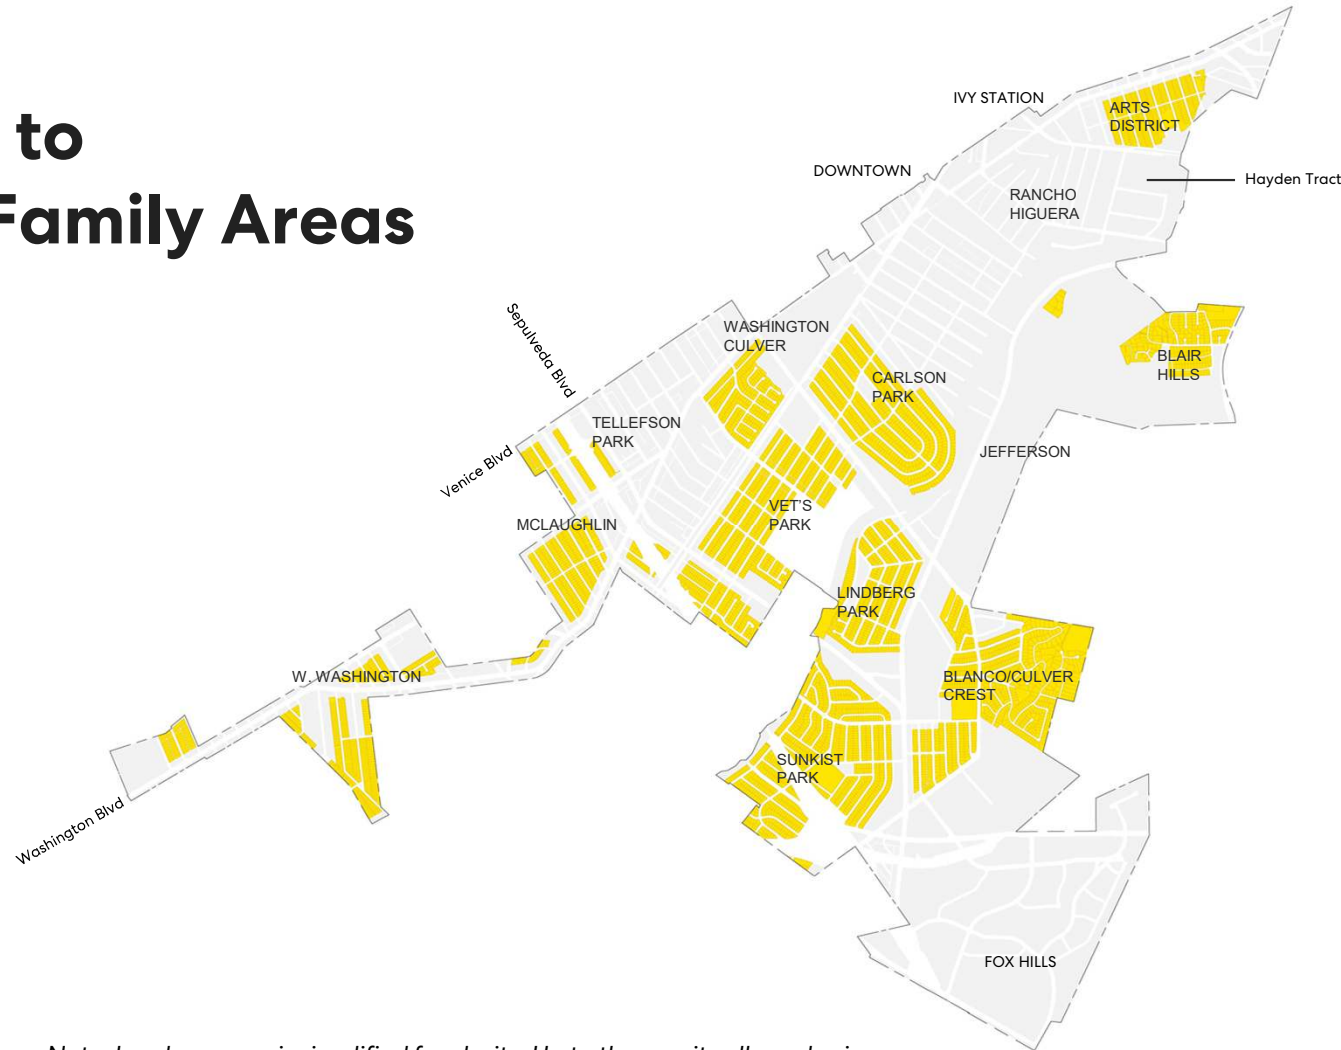 to
Family Areas
IVY STATION
ARTS
DISTRICT
DOWNTOWN
Hayden Tract
RANCHO
HIGUERA
Sepulveda Blvd
WASHINGTON
CULVER
BLAIR
HILLS
CARLSON
PARK
TELLEFSON
PARK
JEFFERSON
Venice Blvd
VET'S
PARK
MCLAUGHLIN
LINDBERG
PARK
W. WASHINGTON
BLANCO/CULVER
CREST
SUNKIST
PARK
Washington Blvd
FOX HILLS